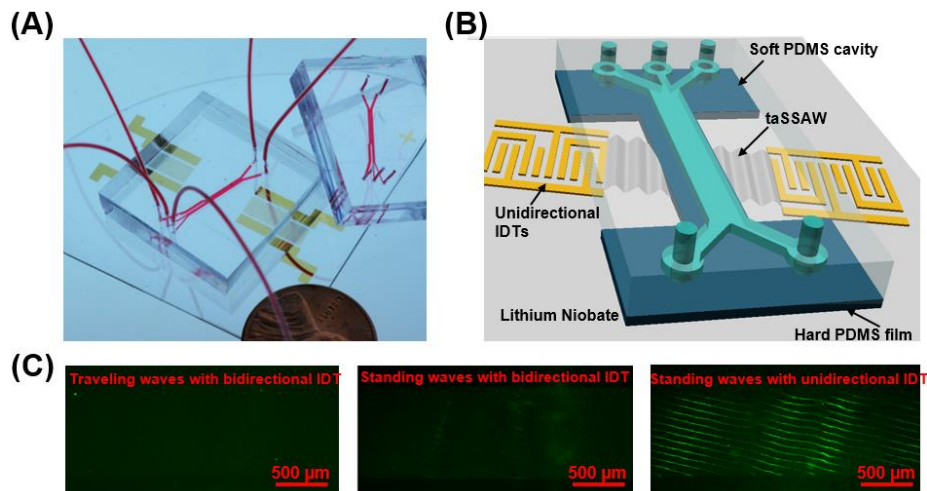 (A)
(B)
Soft PDMS cavity
taSSAW
Unidirectional
IDTs
Lithium Niobate
Hard PDMS film
(C)
Traveling waves with bidirectional IDT
Standing waves with bidirectional IDT
Standing waves with unidirectional IDT
500 µm
500 µm
500 µm